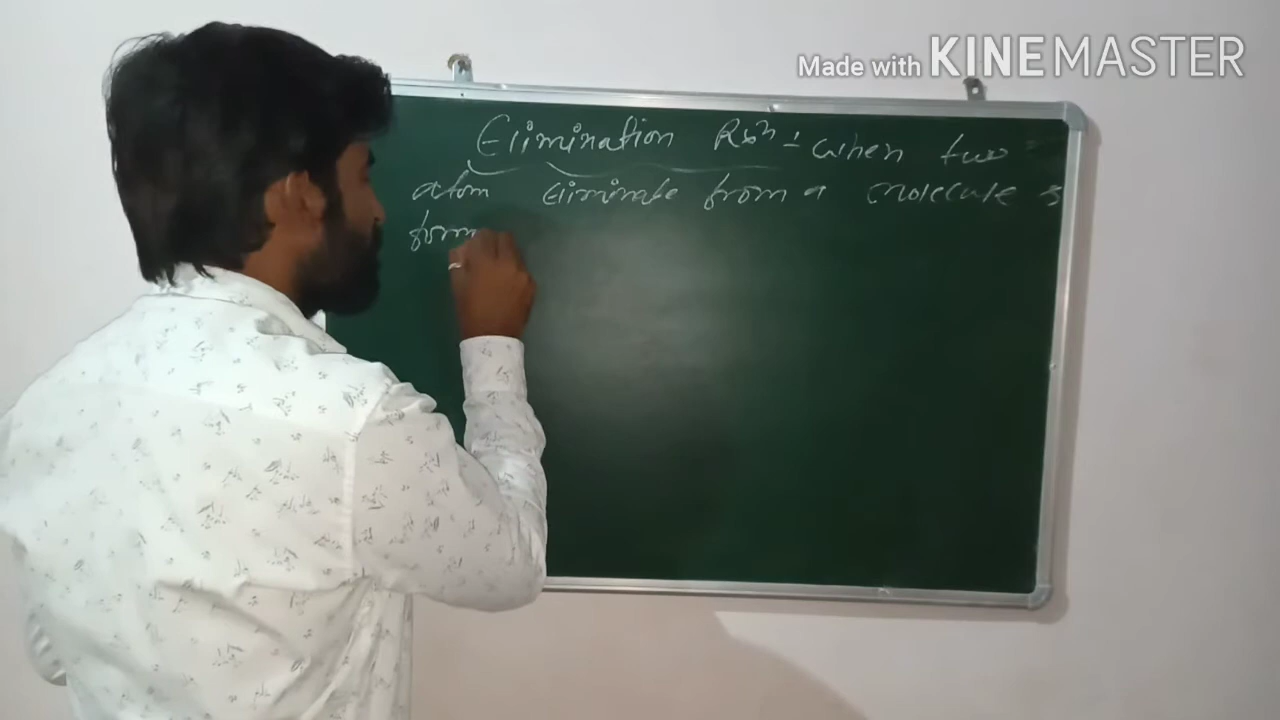 Made with KINEMASTER
Elimination Rxn :- when two
atom eliminate from a molecule &
form